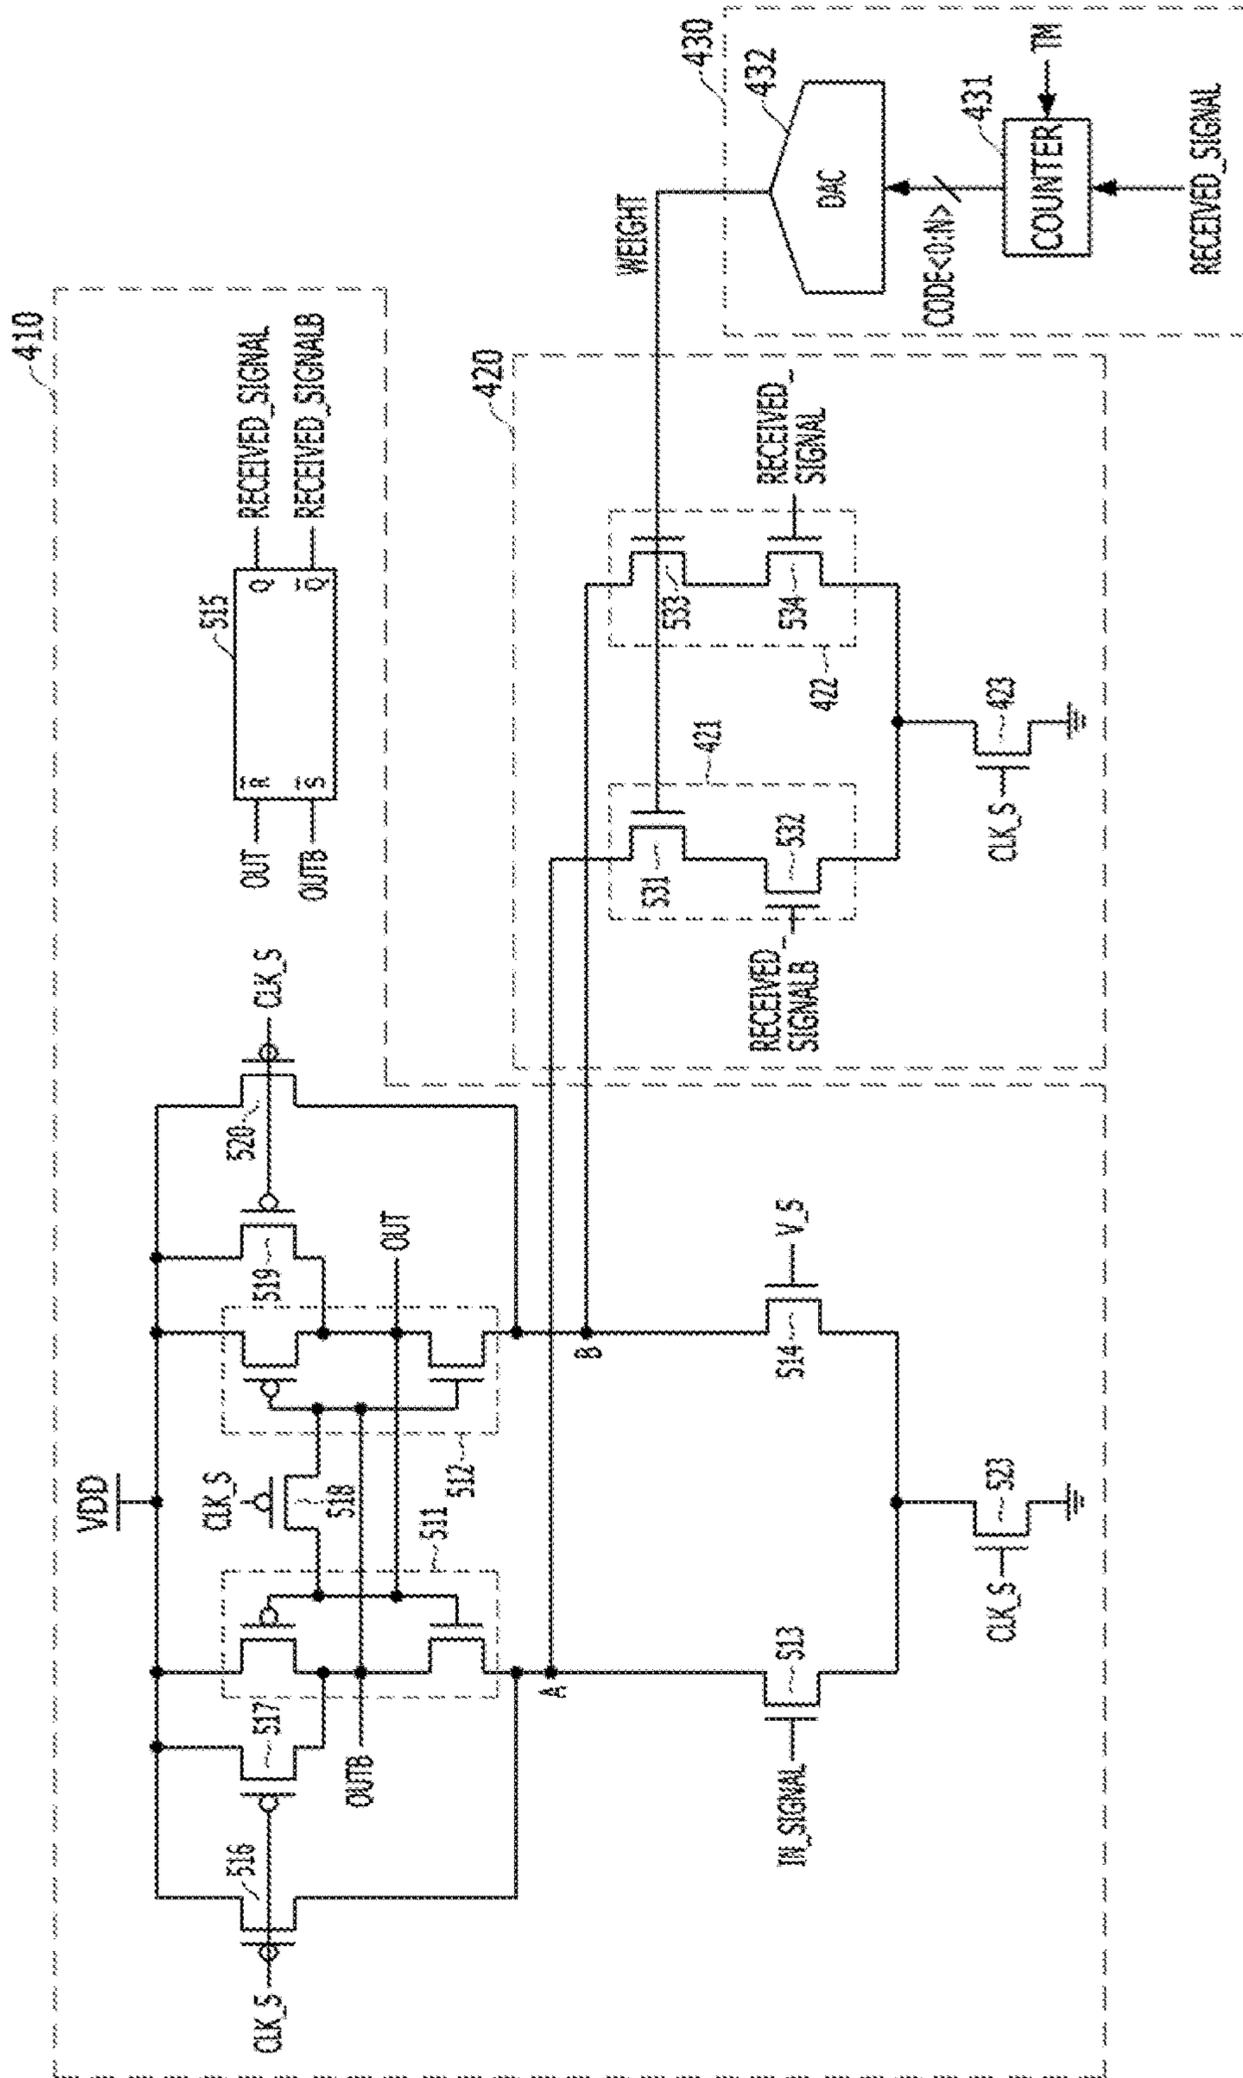 410
VDD
CLK_S
516
517
CLK_S
518
519
520
CLK_S
511
512
OUTB
OUT
OUT
OUTB
R
S
515
Q
Q
RECEIVED_SIGNAL
RECEIVED_SIGNALB
A
B
IN_SIGNAL
513
514
V_S
CLK_S
523
420
421
531
532
RECEIVED_
SIGNALB
422
533
534
RECEIVED_
SIGNAL
CLK_S
423
WEIGHT
430
432
DAC
CODE<0:N>
431
COUNTER
TM
RECEIVED_SIGNAL